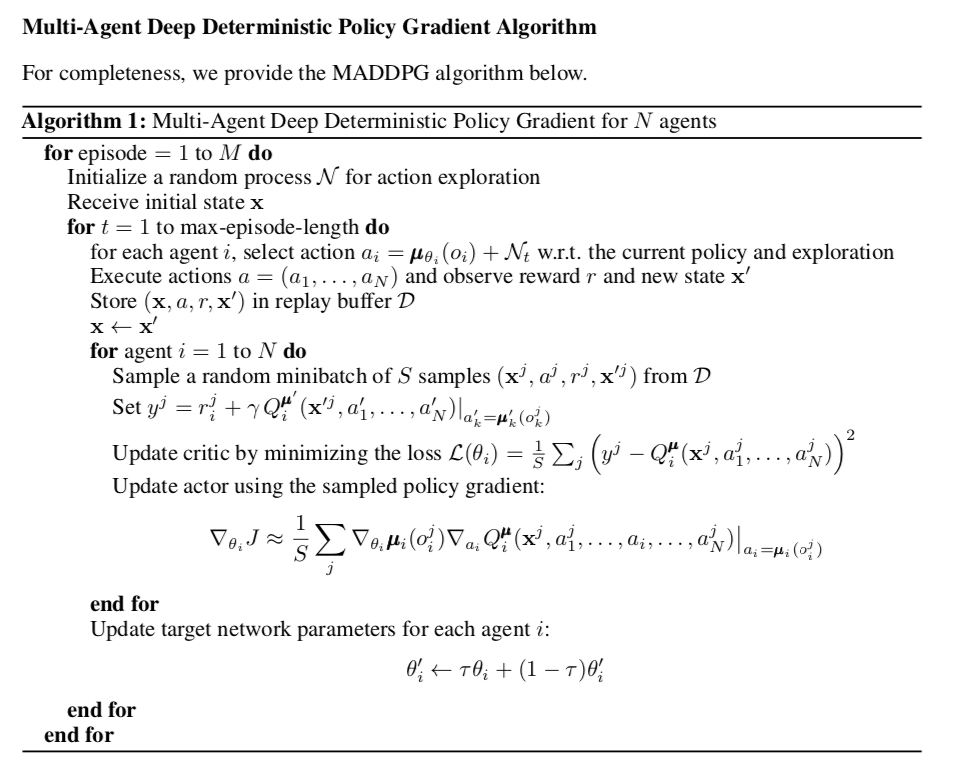 Multi-Agent Deep Deterministic Policy Gradient Algorithm
For completeness, we provide the MADDPG algorithm below.
Algorithm 1: Multi-Agent Deep Deterministic Policy Gradient for $N$ agents
for episode = 1 to $M$ do
Initialize a random process $\mathcal{N}$ for action exploration
Receive initial state $\mathbf{x}$
for $t = 1$ to max-episode-length do
for each agent $i$, select action $a_i = \boldsymbol{\mu}_{\theta_i}(o_i) + \mathcal{N}_t$ w.r.t. the current policy and exploration
Execute actions $a = (a_1, \ldots, a_N)$ and observe reward $r$ and new state $\mathbf{x}'$
Store $(\mathbf{x}, a, r, \mathbf{x}')$ in replay buffer $\mathcal{D}$
$\mathbf{x} \leftarrow \mathbf{x}'$
for agent $i = 1$ to $N$ do
Sample a random minibatch of $S$ samples $(\mathbf{x}^j, a^j, r^j, \mathbf{x}'^j)$ from $\mathcal{D}$
Set $y^j = r_i^j + \gamma Q_i^{\boldsymbol{\mu}'}(\mathbf{x}'^j, a_1', \ldots, a_N')|_{a_k' = \boldsymbol{\mu}_k'(o_k^j)}$
Update critic by minimizing the loss $\mathcal{L}(\theta_i) = \frac{1}{S} \sum_j \left( y^j - Q_i^{\boldsymbol{\mu}}(\mathbf{x}^j, a_1^j, \ldots, a_N^j) \right)^2$
Update actor using the sampled policy gradient:
$\nabla_{\theta_i} J \approx \frac{1}{S} \sum_j \nabla_{\theta_i} \boldsymbol{\mu}_i(o_i^j) \nabla_{a_i} Q_i^{\boldsymbol{\mu}}(\mathbf{x}^j, a_1^j, \ldots, a_i, \ldots, a_N^j)|_{a_i = \boldsymbol{\mu}_i(o_i^j)}$
end for
Update target network parameters for each agent $i$:
$\theta_i' \leftarrow \tau \theta_i + (1 - \tau) \theta_i'$
end for
end for